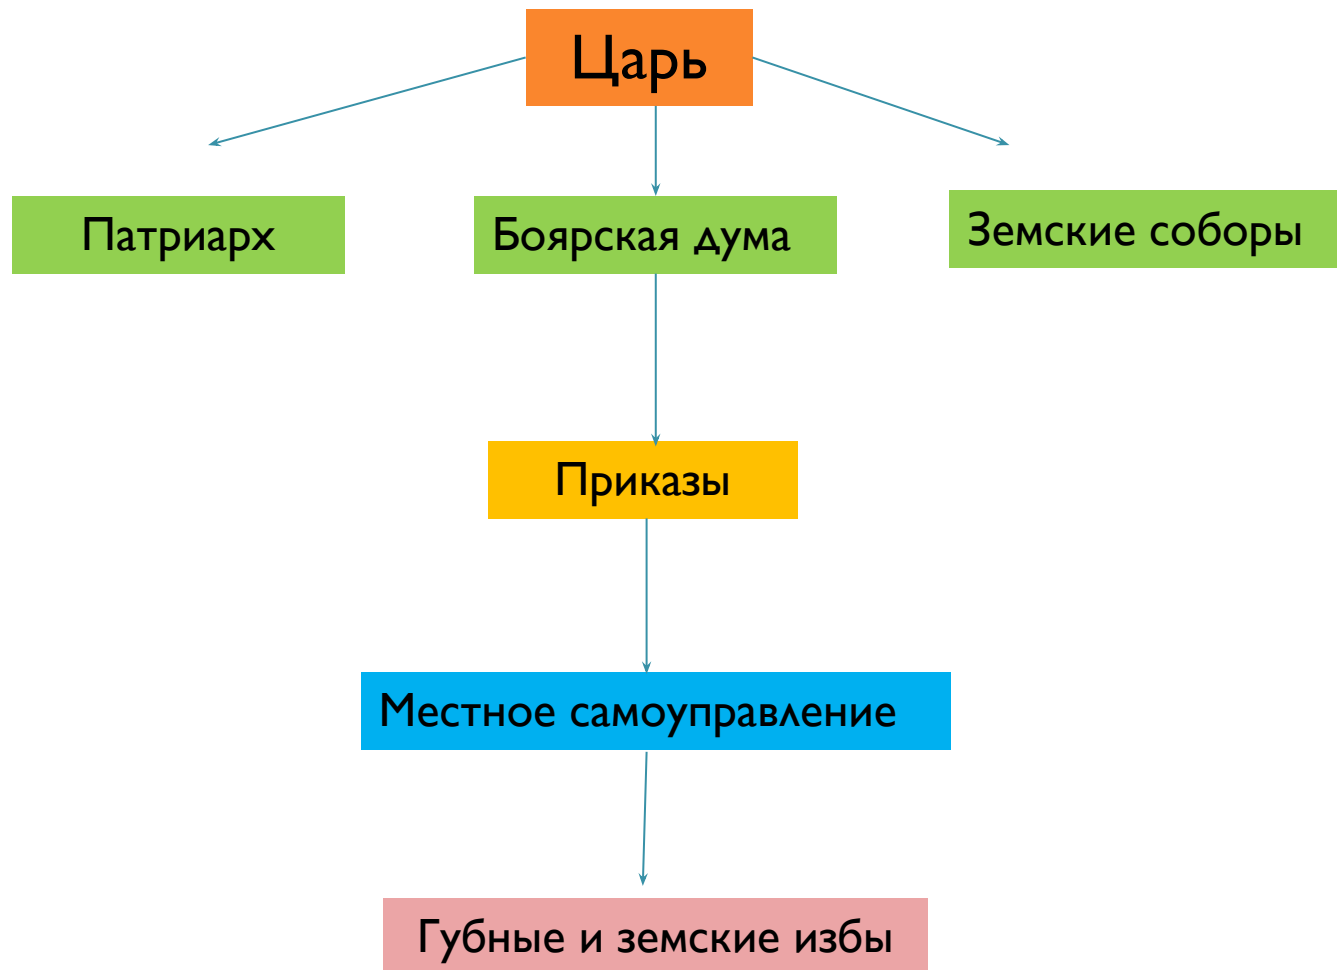 Царь
Патриарх
Боярская дума
Земские соборы
Приказы
Местное самоуправление
Губные и земские избы